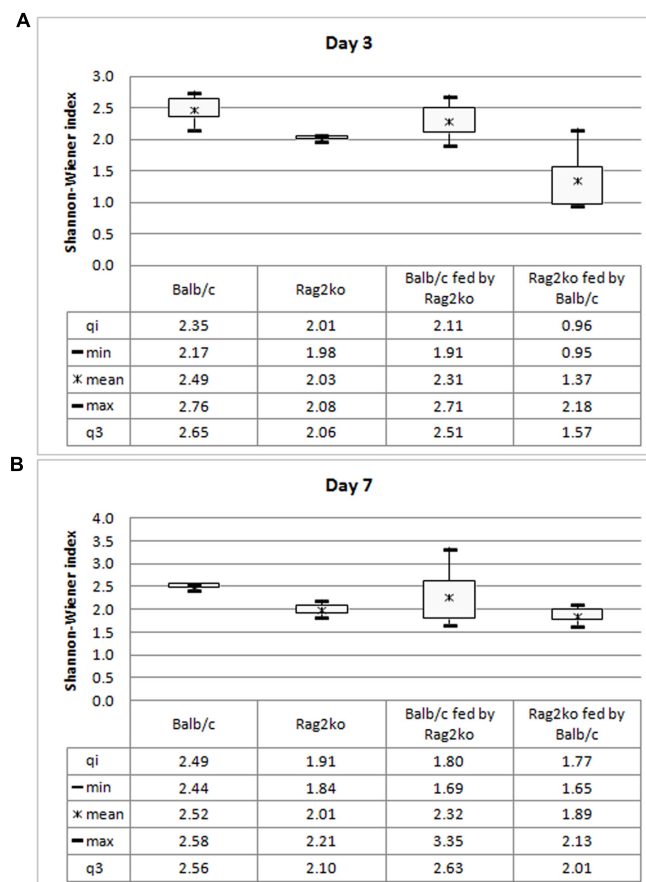 A
Day 3
Shannon-Wiener index
3.0
2.5
2.0
1.5
1.0
0.5
0.0
Balb/c Rag2ko Balb/c fed by Rag2ko Rag2ko fed by Balb/c
qi 2.35 2.01 2.11 0.96
min 2.17 1.98 1.91 0.95
mean 2.49 2.03 2.31 1.37
max 2.76 2.08 2.71 2.18
q3 2.65 2.06 2.51 1.57
B
Day 7
Shannon-Wiener index
4.0
3.5
3.0
2.5
2.0
1.5
1.0
0.5
0.0
Balb/c Rag2ko Balb/c fed by Rag2ko Rag2ko fed by Balb/c
qi 2.49 1.91 1.80 1.77
min 2.44 1.84 1.69 1.65
mean 2.52 2.01 2.32 1.89
max 2.58 2.21 3.35 2.13
q3 2.56 2.10 2.63 2.01